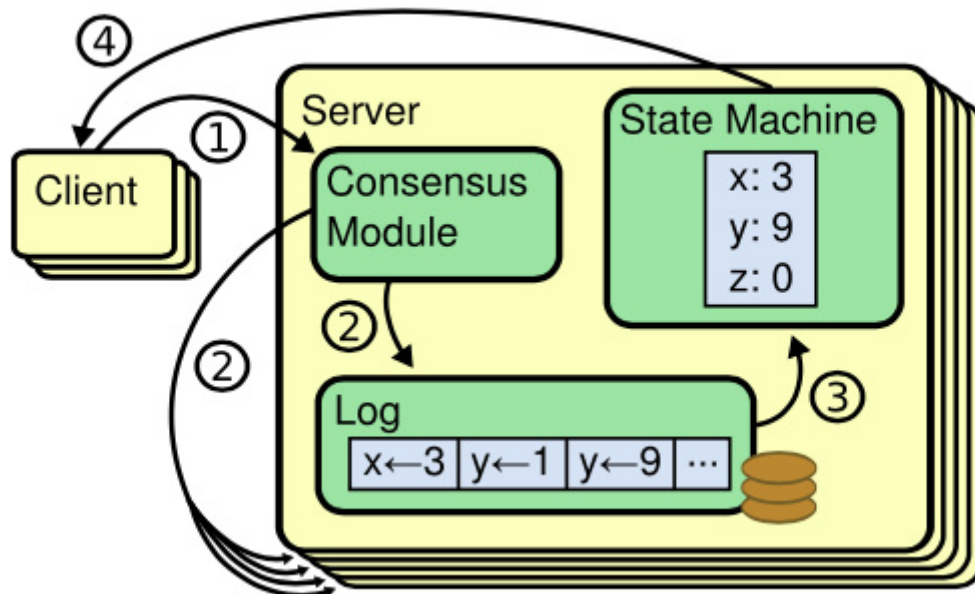 ④
①
Server
State Machine
Client
Consensus
Module
x: 3
y: 9
z: 0
②
②
③
Log
x←3 y←1 y←9 ...